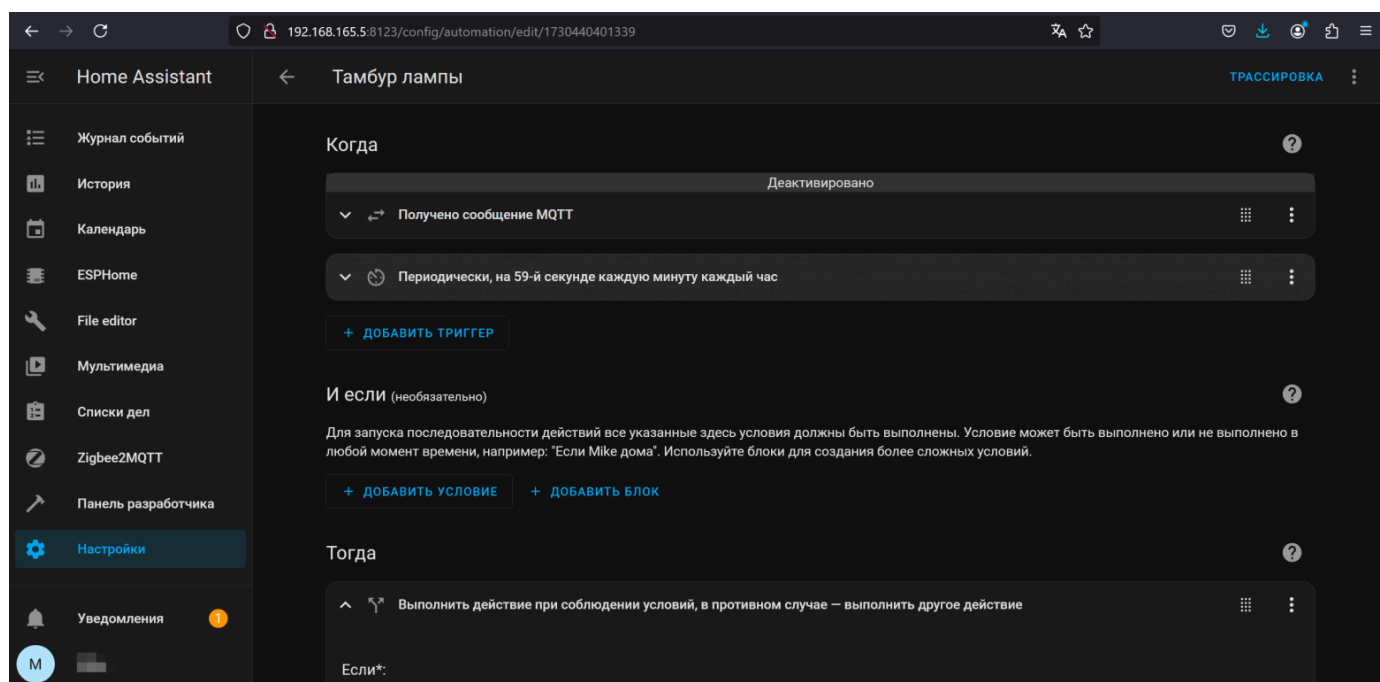 192.168.165.5:8123/config/automation/edit/1730440401339
Home Assistant
Тамбур лампы
ТРАССИРОВКА
Журнал событий
История
Календарь
ESPHome
File editor
Мультимедиа
Списки дел
Zigbee2MQTT
Панель разработчика
Настройки
Уведомления
1
M
Когда
Деактивировано
Получено сообщение MQTT
Периодически, на 59-й секунде каждую минуту каждый час
+ ДОБАВИТЬ ТРИГГЕР
И если (необязательно)
Для запуска последовательности действий все указанные здесь условия должны быть выполнены. Условие может быть выполнено или не выполнено в
любой момент времени, например: "Если Mike дома". Используйте блоки для создания более сложных условий.
+ ДОБАВИТЬ УСЛОВИЕ + ДОБАВИТЬ БЛОК
Тогда
Выполнить действие при соблюдении условий, в противном случае — выполнить другое действие
Если*: